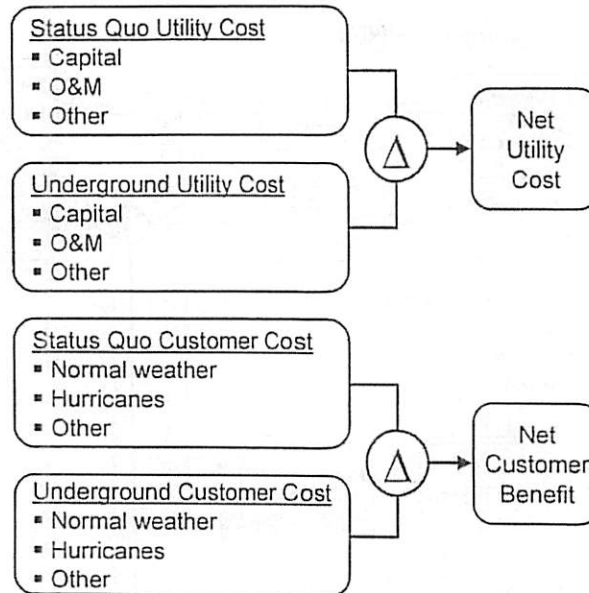 Status Quo Utility Cost
▪ Capital
▪ O&M
▪ Other
Δ
Net
Utility
Cost
Underground Utility Cost
▪ Capital
▪ O&M
▪ Other
Status Quo Customer Cost
▪ Normal weather
▪ Hurricanes
▪ Other
Δ
Net
Customer
Benefit
Underground Customer Cost
▪ Normal weather
▪ Hurricanes
▪ Other